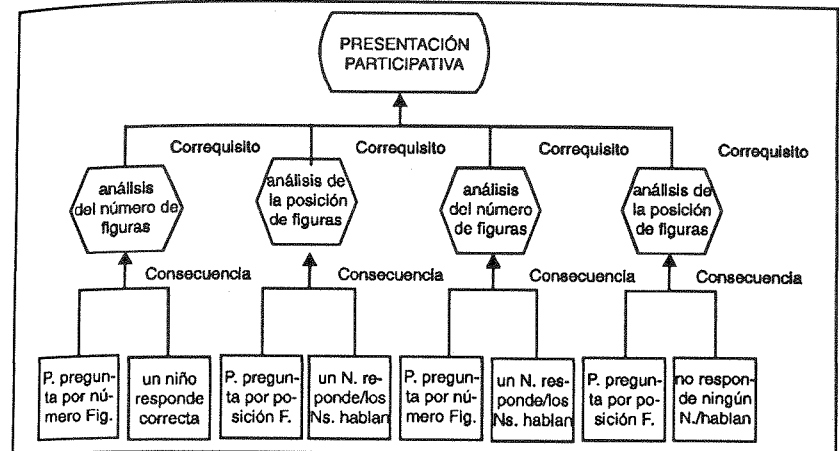 PRESENTACIÓN
PARTICIPATIVA
Correquisito
Correquisito
Correquisito
Correquisito
análisis
del número de
figuras
análisis de
la posición
de figuras
análisis
del número
de figuras
análisis de
la posición
de figuras
Consecuencia
Consecuencia
Consecuencia
Consecuencia
P. pregun-
ta por nú-
mero Fig.
un niño
responde
correcta
P. pregun-
ta por po-
sición F.
un N. re-
ponde/los
Ns. hablan
P. pregun-
ta por nú-
mero Fig.
un N. res-
ponde/los
Ns. hablan
P. pregun-
ta por po-
sición F.
no respon-
de ningún
N./hablan